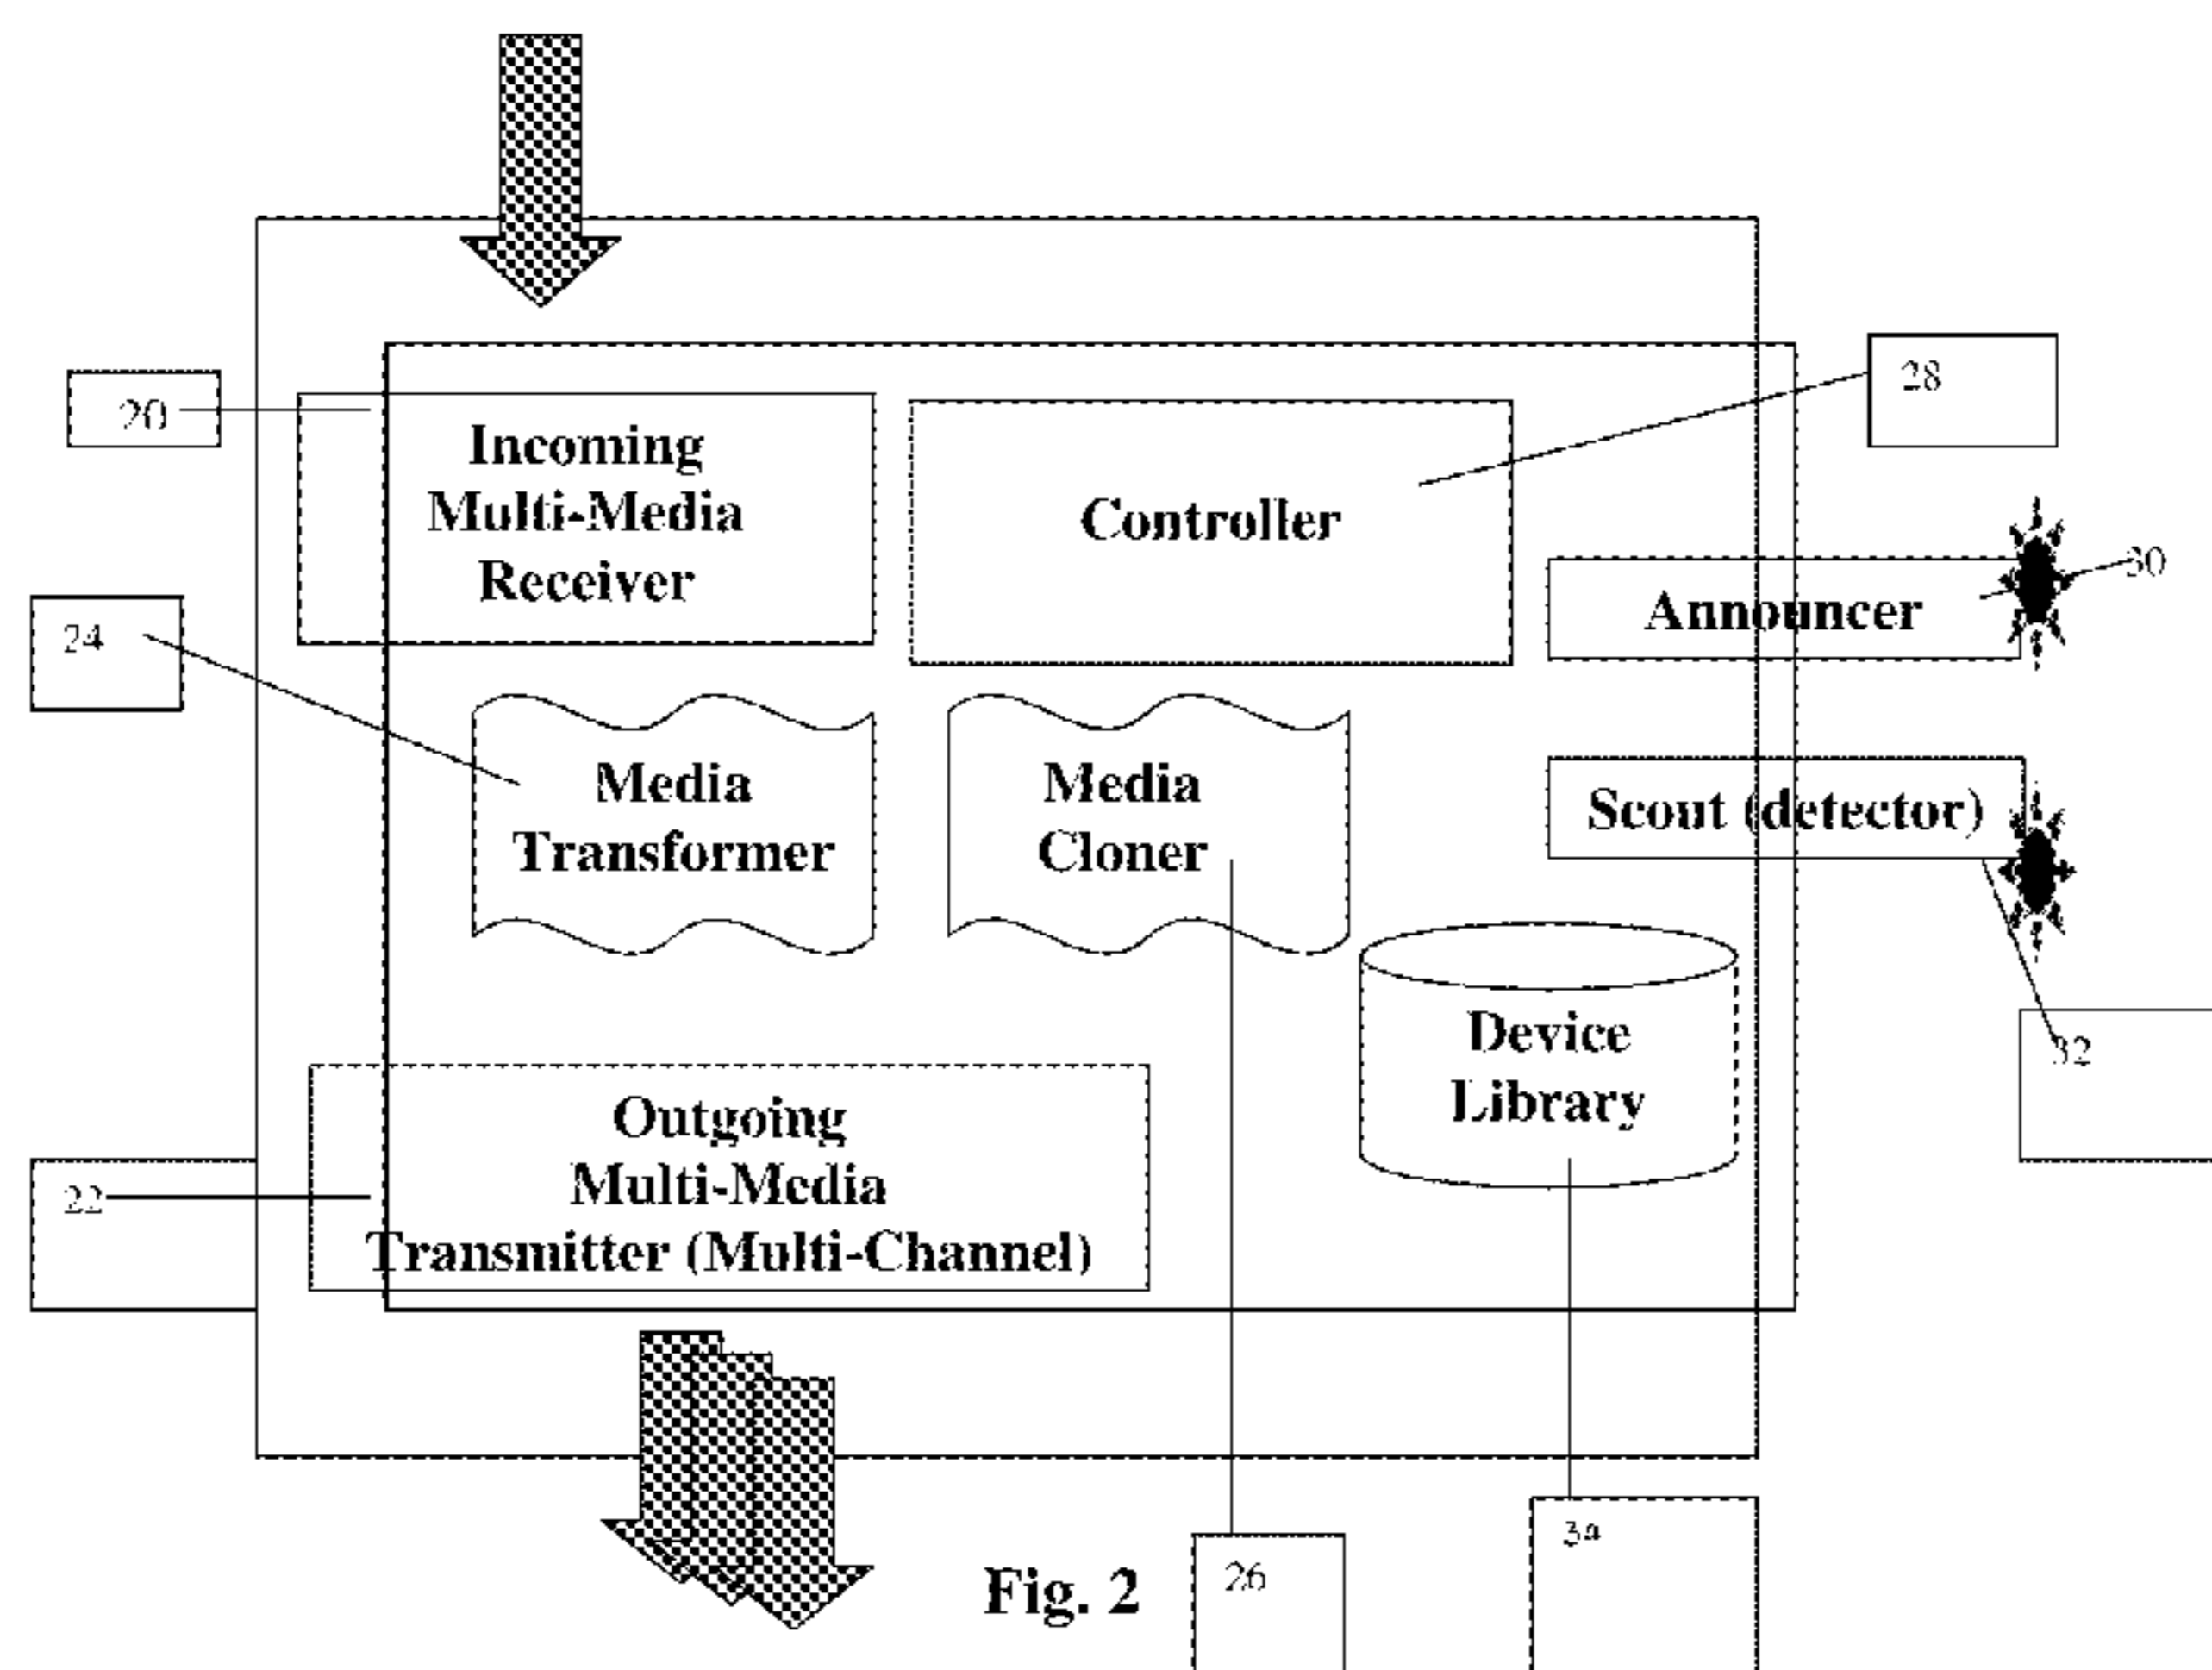 20
Incoming
Multi-Media
Receiver
Controller
28
30
Announcer
24
Media
Transformer
Media
Cloner
Scout (detector)
32
Device
Library
22
Outgoing
Multi-Media
Transmitter (Multi-Channel)
26
34
Fig. 2